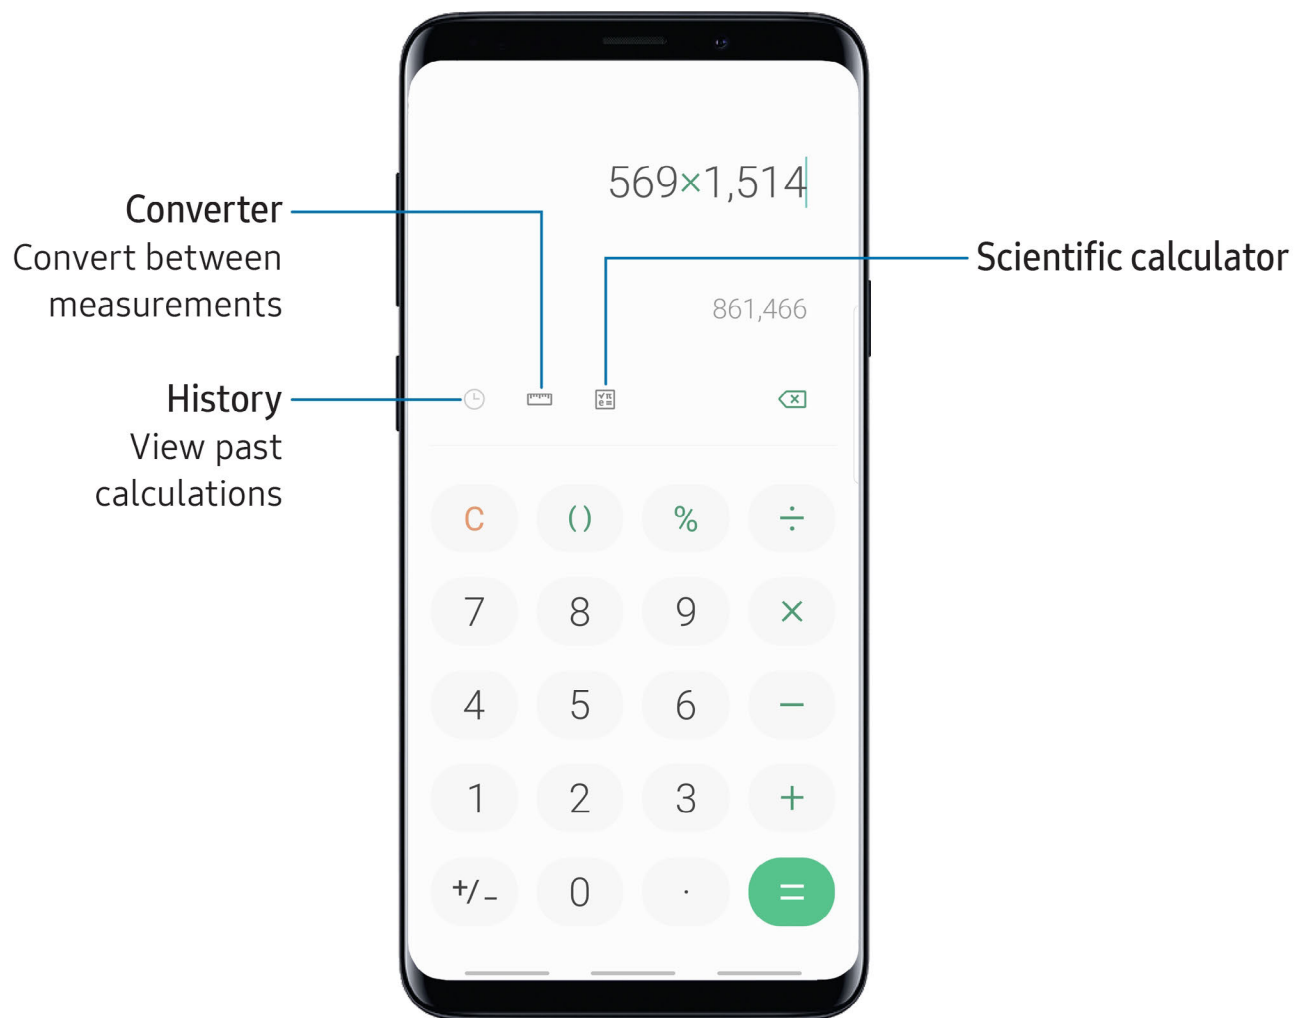 569×1,514
Converter
Convert between
measurements
Scientific calculator
861,466
History
View past
calculations
√π
e=
C () % ÷
7 8 9 ×
4 5 6 −
1 2 3 +
+/- 0 . =